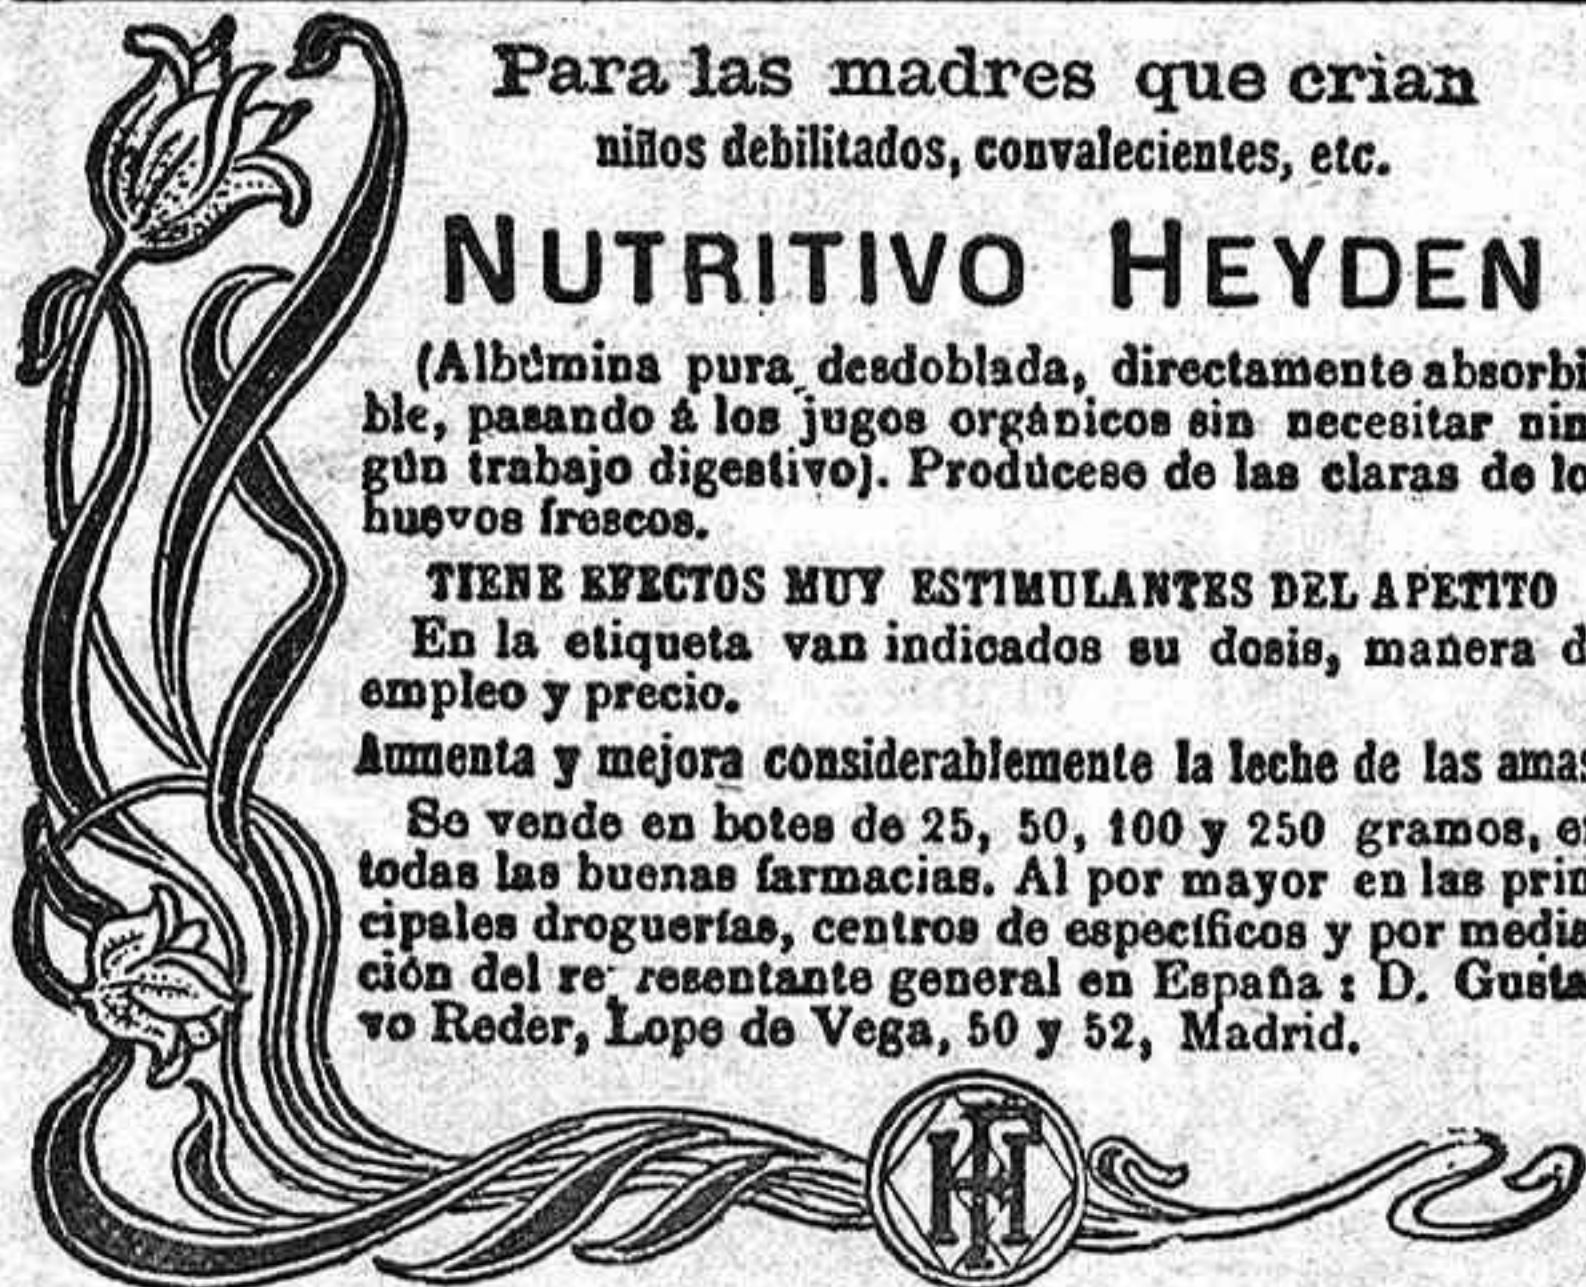 Para las madres que crian
niños debilitados, convalecientes, etc.
NUTRITIVO HEYDEN
(Albúmina pura desdoblada, directamente absorbi
ble, pasando á los jugos orgánicos sin necesitar nin
gún trabajo digestivo). Prodúcese de las claras de lo
huevos frescos.
TIENE EFECTOS MUY ESTIMULANTES DEL APETITO
En la etiqueta van indicados su dosis, manera d
empleo y precio.
Aumenta y mejora considerablemente la leche de las amas
Se vende en botes de 25, 50, 100 y 250 gramos, en
todas las buenas farmacias. Al por mayor en las prin
cipales droguerías, centros de específicos y por media
ción del representante general en España: D. Gusta
vo Reder, Lope de Vega, 50 y 52, Madrid.